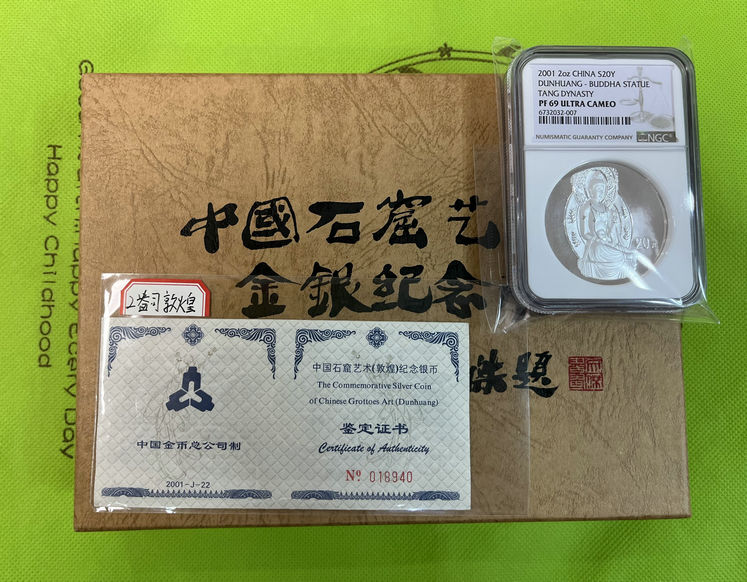 Happy Childhood
2001 2oz CHINA S20Y
DUNHUANG - BUDDHA STATUE
TANG DYNASTY
PF 69 ULTRA CAMEO
6732032-007
NUMISMATIC GUARANTY COMPANY
NGC
20元
中國石窟艺
金銀纪念
題
2盎司敦煌
中国金币总公司制
2001-J-22
中国石窟艺术(敦煌)纪念银币
The Commemorative Silver Coin
of Chinese Grottoes Art (Dunhuang)
鉴定证书
Certificate of Authenticity
№ 018940